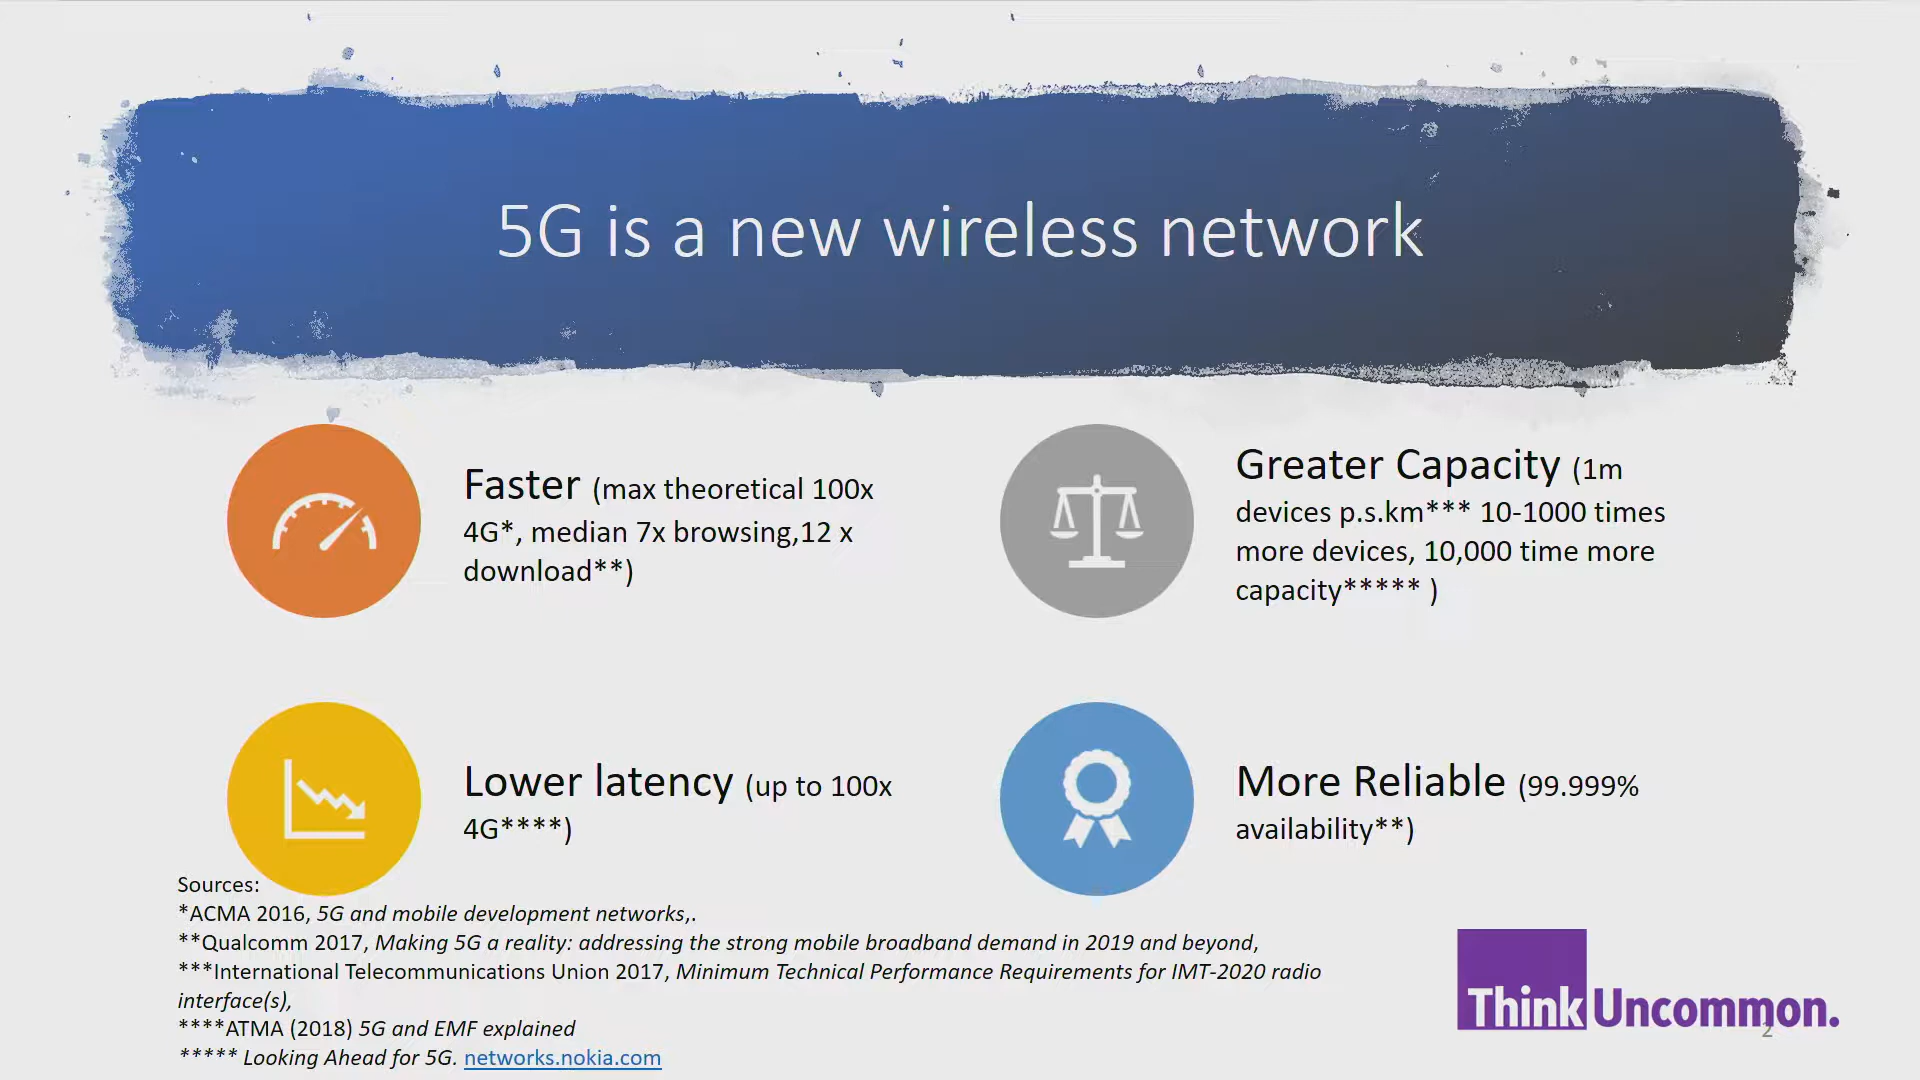 5G is a new wireless network
Faster (max theoretical 100x
4G*, median 7x browsing,12 x
download**)
Greater Capacity (1m
devices p.s.km*** 10-1000 times
more devices, 10,000 time more
capacity***** )
Lower latency (up to 100x
4G****)
More Reliable (99.999%
availability**)
Sources:
*ACMA 2016, 5G and mobile development networks,.
**Qualcomm 2017, Making 5G a reality: addressing the strong mobile broadband demand in 2019 and beyond,
***International Telecommunications Union 2017, Minimum Technical Performance Requirements for IMT-2020 radio
interface(s),
****ATMA (2018) 5G and EMF explained
***** Looking Ahead for 5G. networks.nokia.com
Think Uncommon.
2